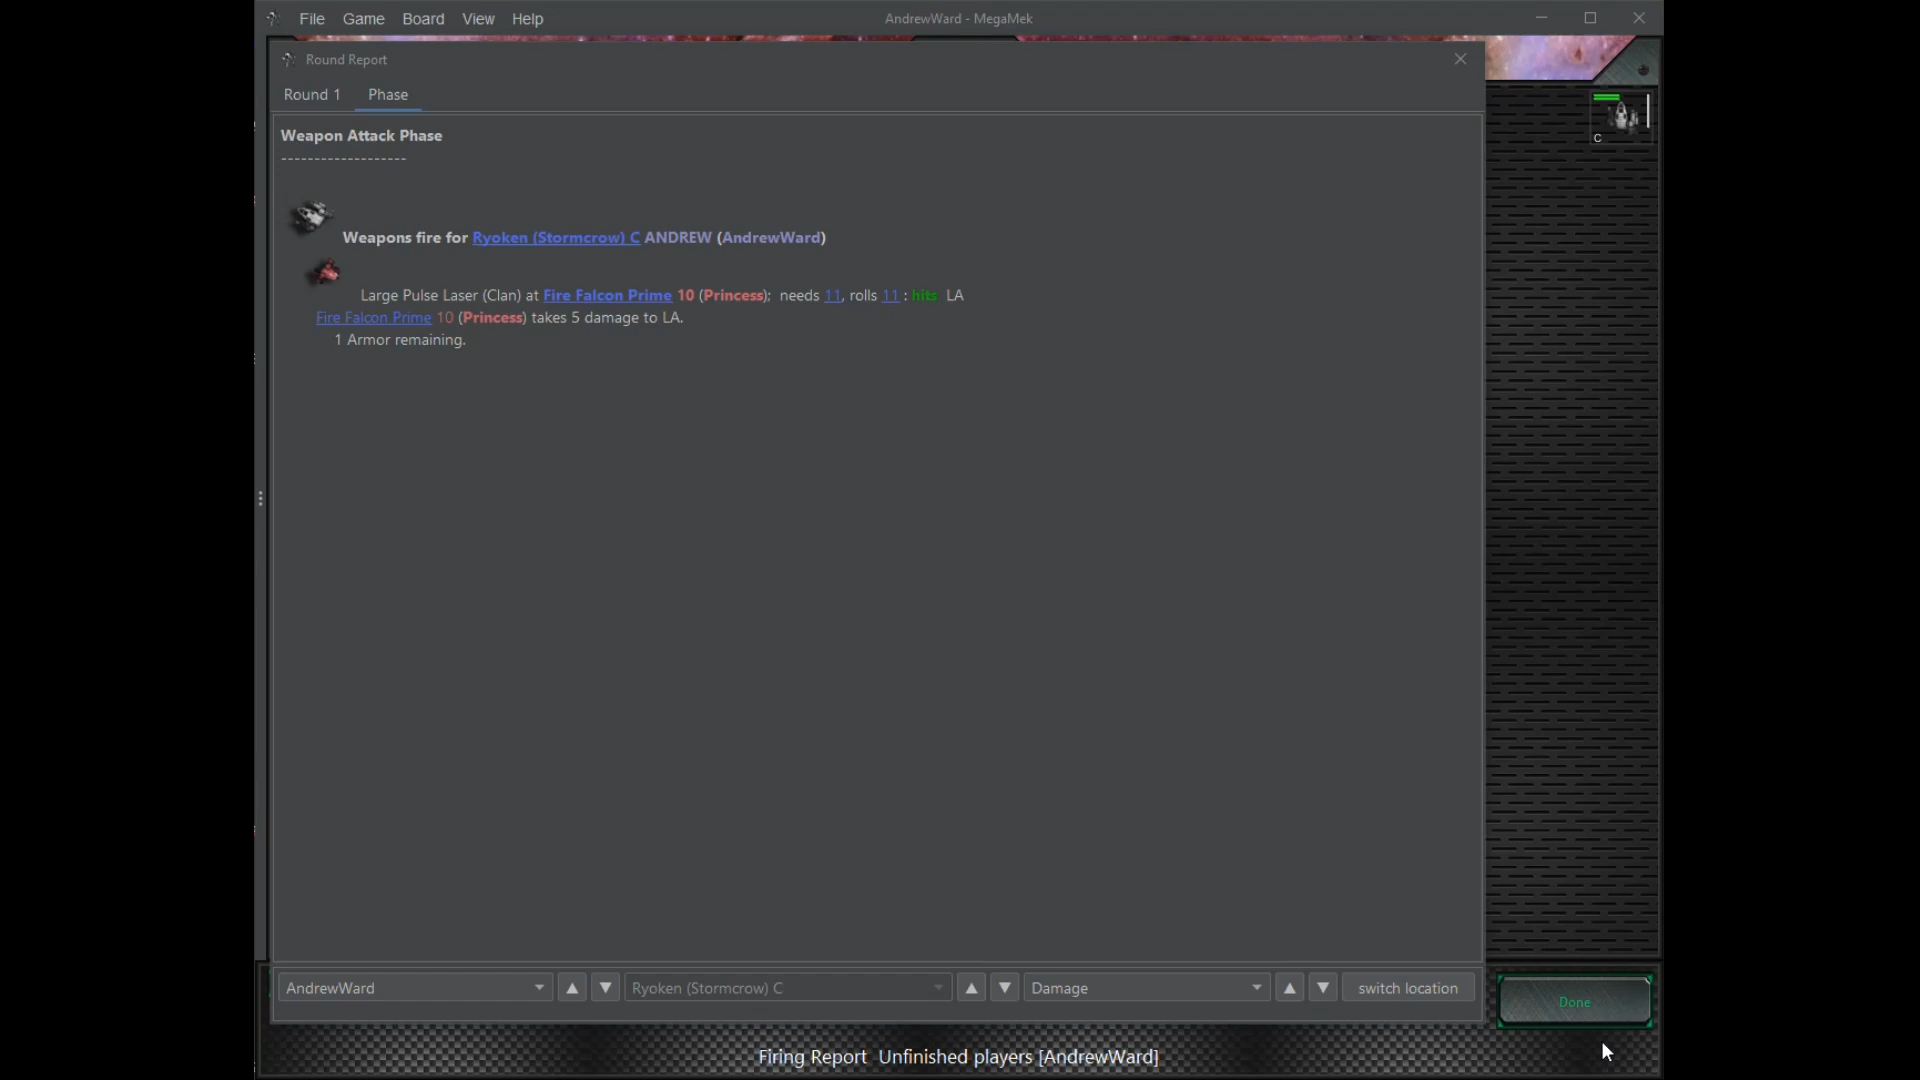 File Game Board View Help AndrewWard - MegaMek
Round Report
Round 1 Phase
Weapon Attack Phase
-------------------
Weapons fire for Ryoken (Stormcrow) C ANDREW (AndrewWard)
Large Pulse Laser (Clan) at Fire Falcon Prime 10 (Princess); needs 11, rolls 11 : hits LA
Fire Falcon Prime 10 (Princess) takes 5 damage to LA.
1 Armor remaining.
C
AndrewWard Ryoken (Stormcrow) C Damage switch location
Done
Firing Report Unfinished players [AndrewWard]